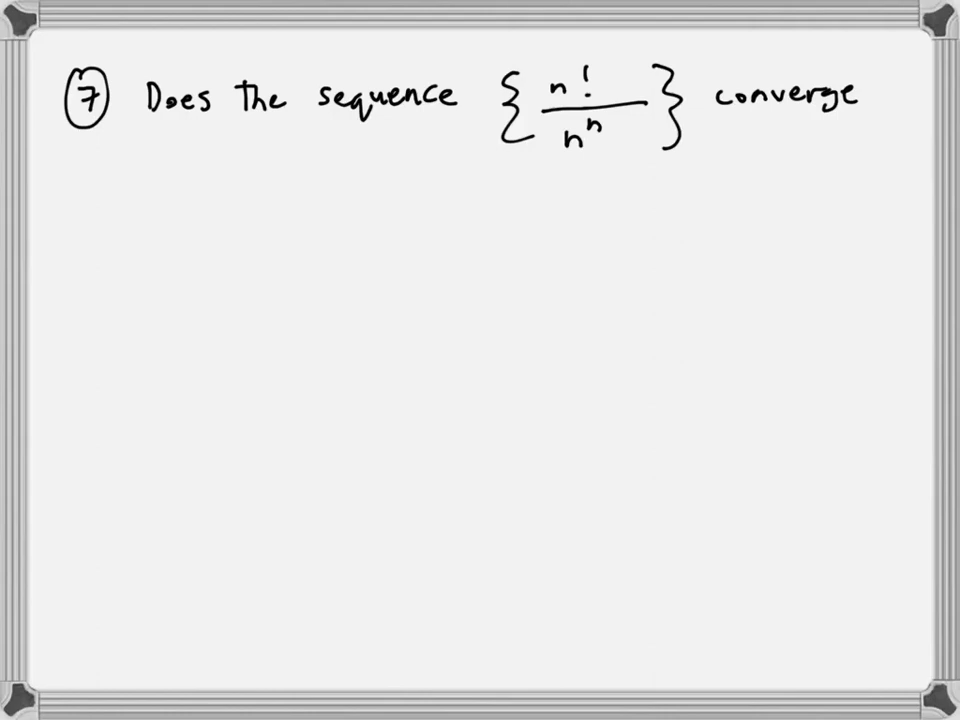 ⑦ Does the sequence { n! / n^n } converge